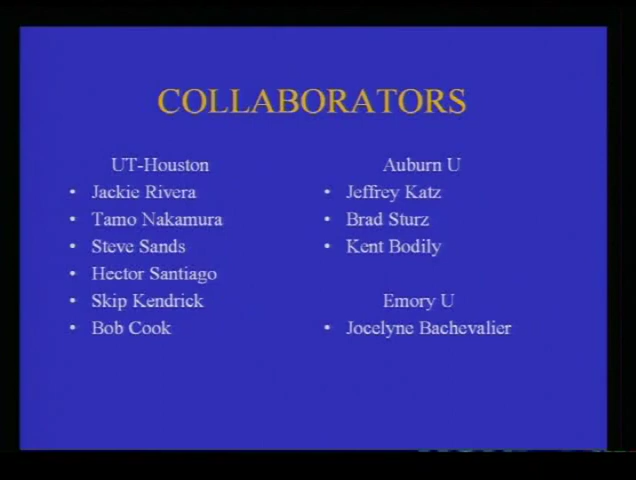 COLLABORATORS
UT-Houston
• Jackie Rivera
• Tamo Nakamura
• Steve Sands
• Hector Santiago
• Skip Kendrick
• Bob Cook
Auburn U
• Jeffrey Katz
• Brad Sturz
• Kent Bodily
Emory U
• Jocelyne Bachevalier